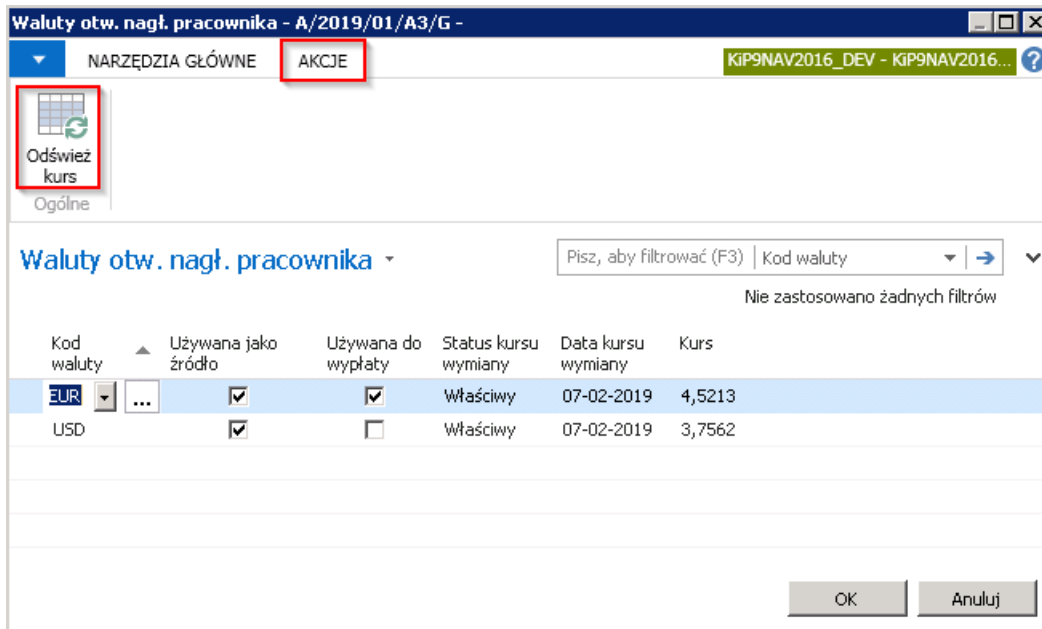 Waluty otw. nagł. pracownika - A/2019/01/A3/G -
NARZĘDZIA GŁÓWNE AKCJE KiP9NAV2016_DEV - KiP9NAV2016... ?
Odśwież
kurs
Ogólne
Waluty otw. nagł. pracownika
Pisz, aby filtrować (F3) Kod waluty
Nie zastosowano żadnych filtrów
Kod waluty Używana jako źródło Używana do wypłaty Status kursu wymiany Data kursu wymiany Kurs
EUR ... Właściwy 07-02-2019 4,5213
USD Właściwy 07-02-2019 3,7562
OK Anuluj